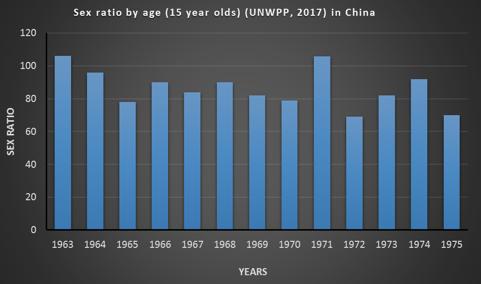 Sex ratio by age (15 year olds) (UNWPP, 2017) in China
120
100
80
60
40
20
0
SEX RATIO
1963 1964 1965 1966 1967 1968 1969 1970 1971 1972 1973 1974 1975
YEARS